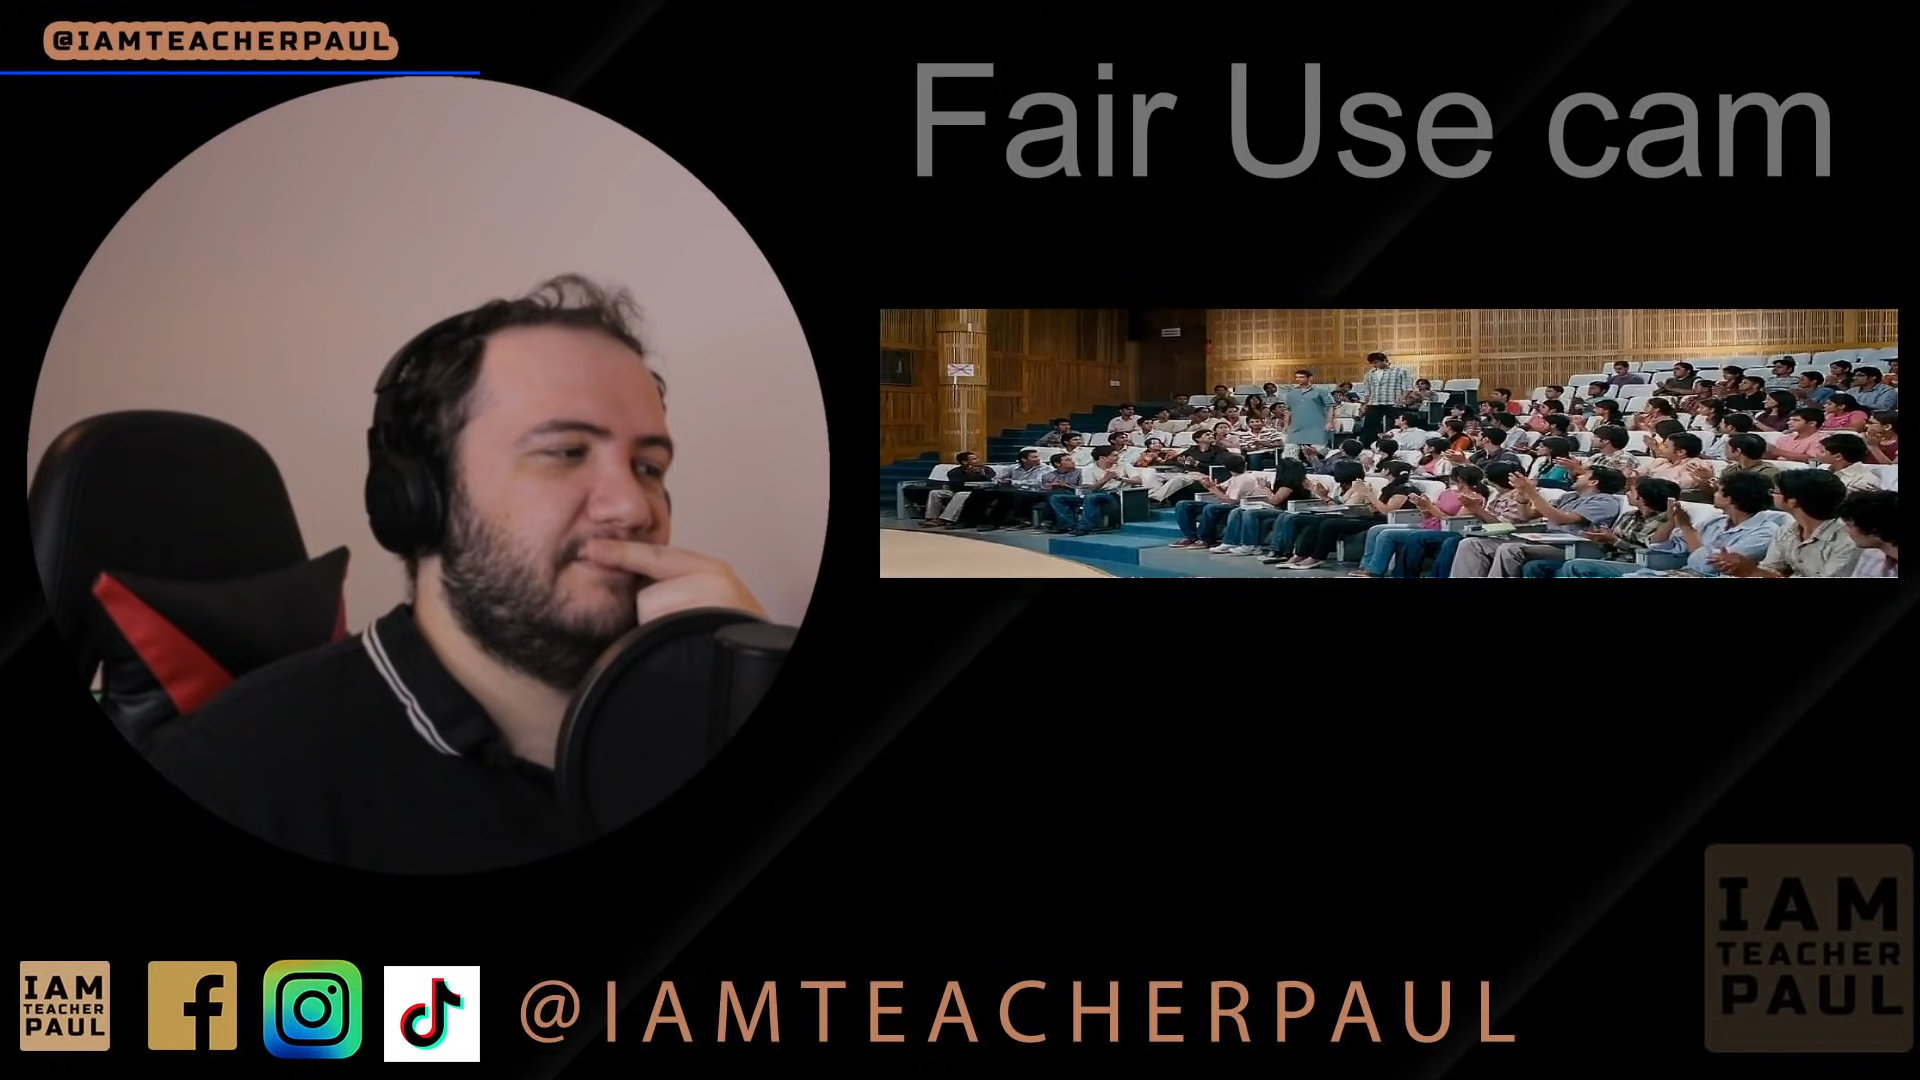 @IAMTEACHERPAUL
Fair Use cam
IAM
TEACHER
PAUL
IAM
TEACHER
PAUL
@IAMTEACHERPAUL